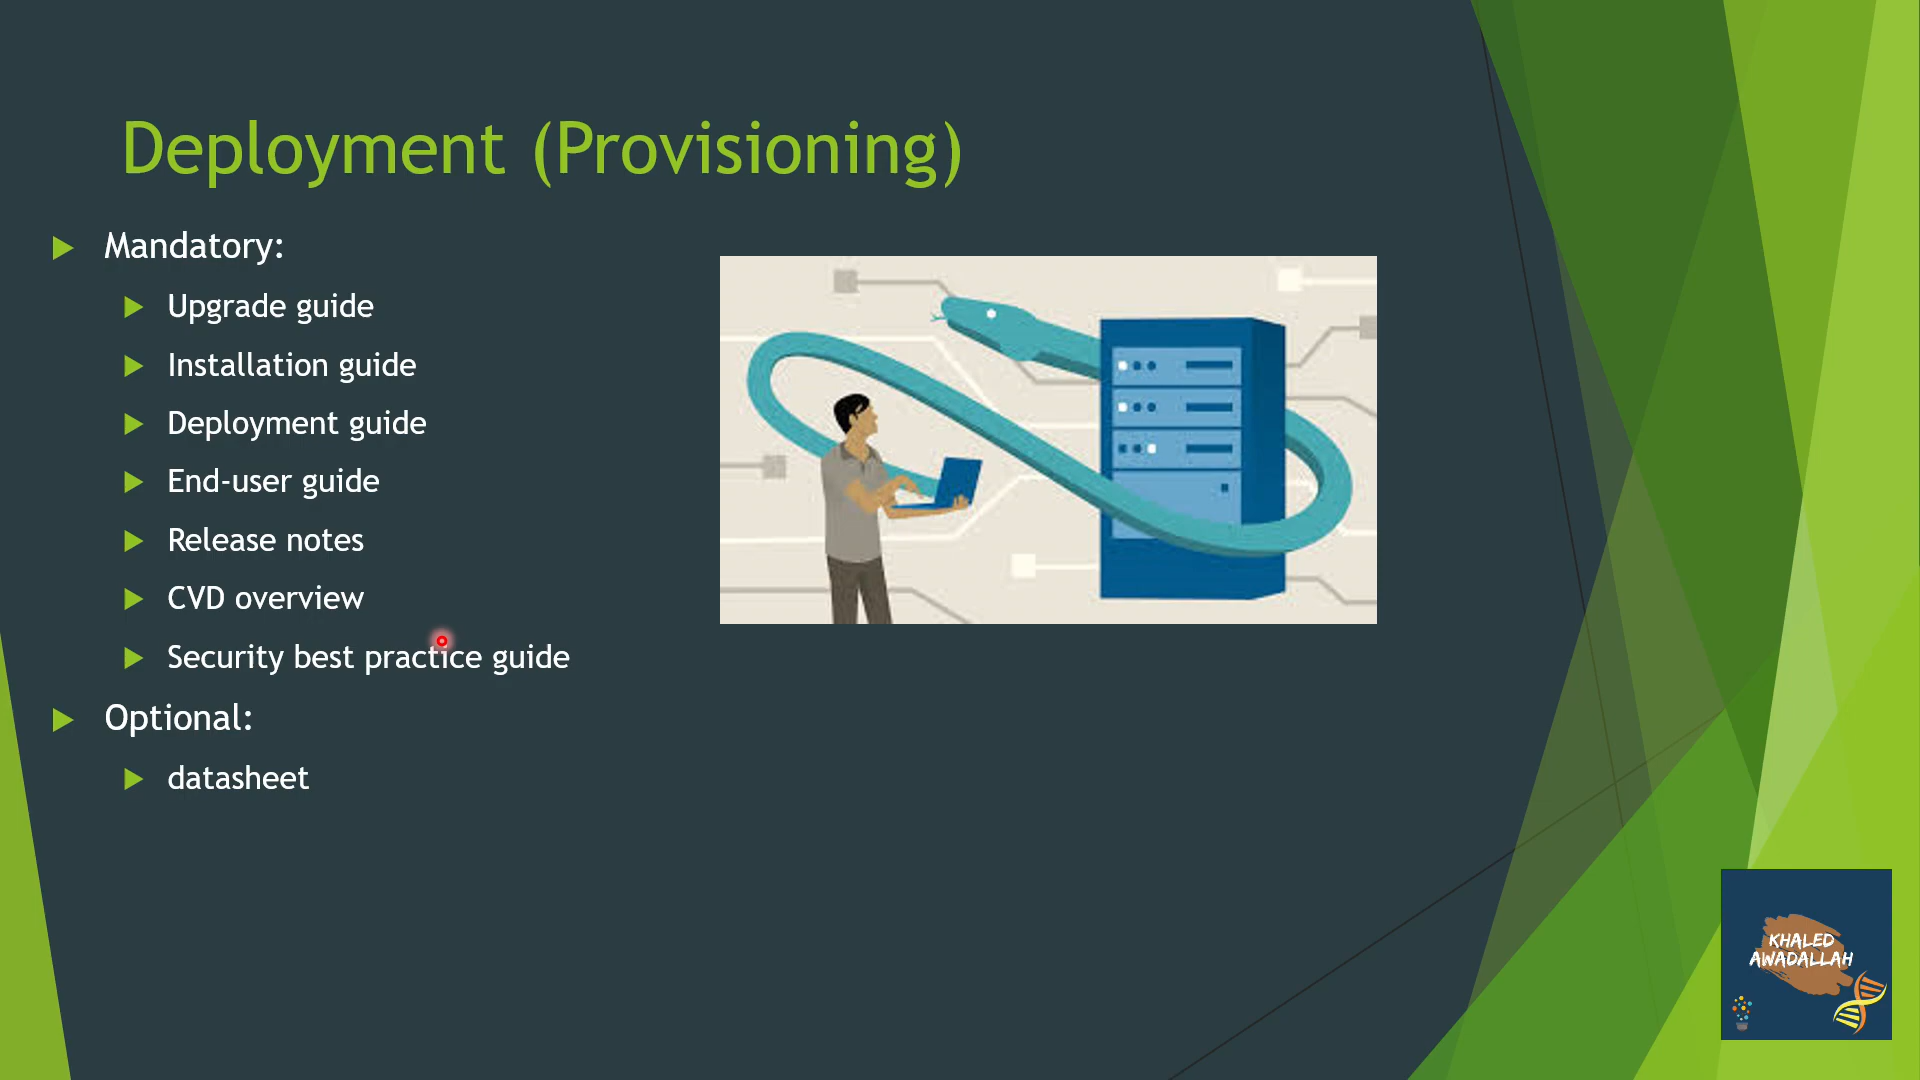 Deployment (Provisioning)
Mandatory:
Upgrade guide
Installation guide
Deployment guide
End-user guide
Release notes
CVD overview
Security best practice guide
Optional:
datasheet
KHALED
AWADALLAH